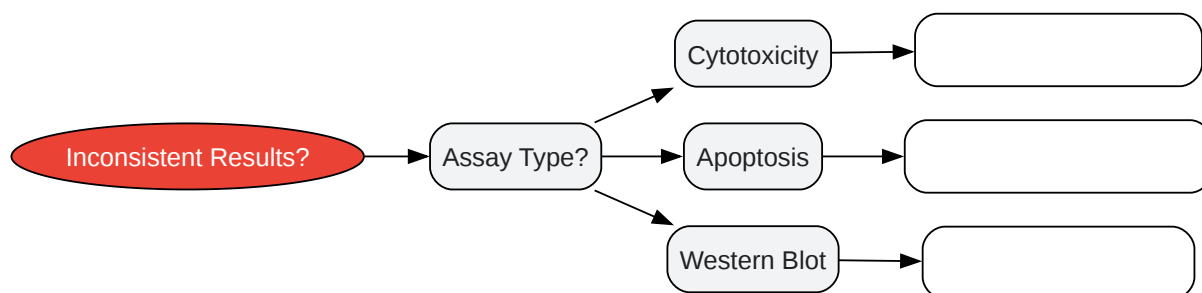 Inconsistent Results?
Assay Type?
Cytotoxicity
Apoptosis
Western Blot